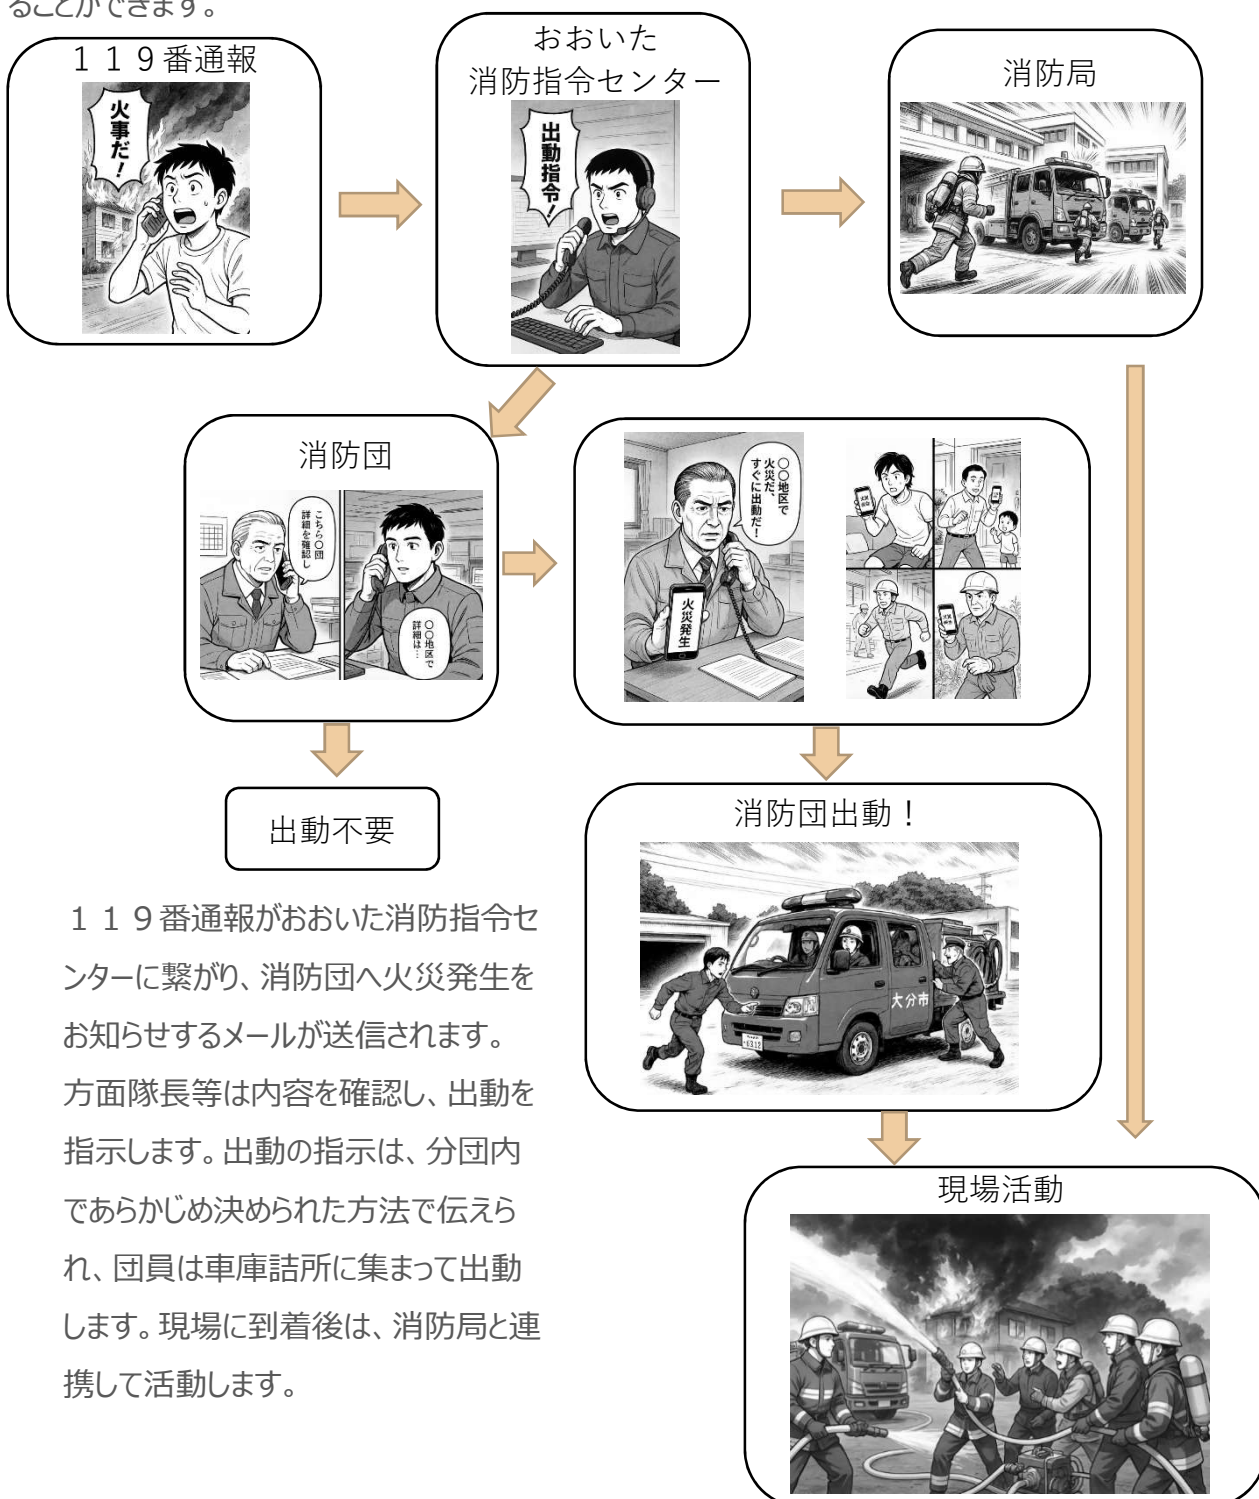 ることができます。
１１９番通報
火事だ！
おおいた
消防指令センター
出動指令！
消防局
消防団
こちら〇団
詳細を確認し
〇〇地区で
詳細は…
〇〇地区で
火災だ、
すぐに出動だ！
火災発生
出動不要
消防団出動！
大分市
１１９番通報がおおいた消防指令セ
ンターに繋がり、消防団へ火災発生を
お知らせするメールが送信されます。
方面隊長等は内容を確認し、出動を
指示します。出動の指示は、分団内
であらかじめ決められた方法で伝えら
れ、団員は車庫詰所に集まって出動
します。現場に到着後は、消防局と連
携して活動します。
現場活動